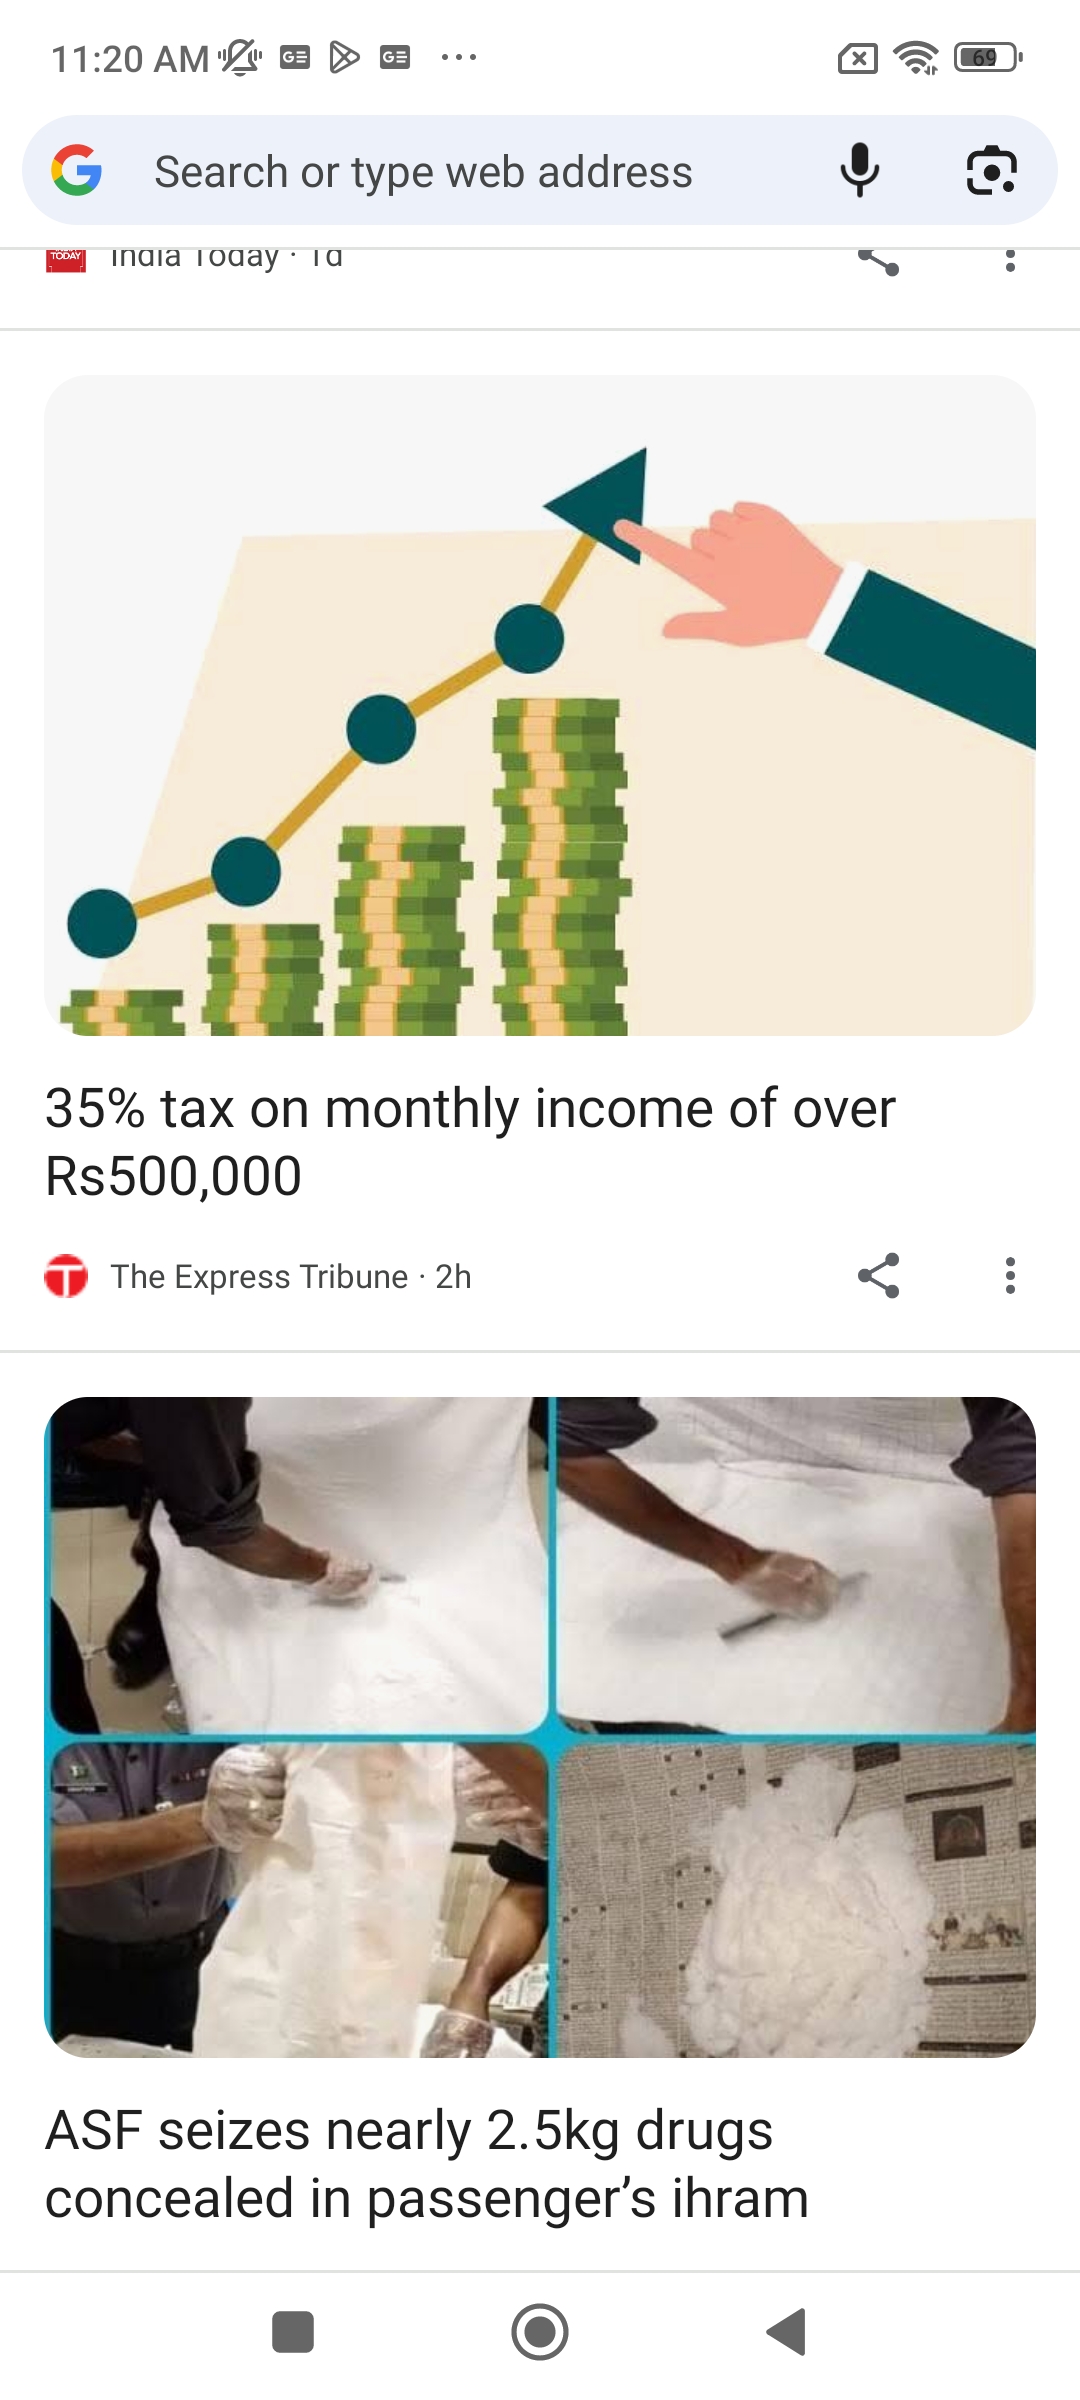 11:20 AM
69
Search or type web address
TODAY
India Today · 1d
35% tax on monthly income of over
Rs500,000
The Express Tribune · 2h
ASF seizes nearly 2.5kg drugs
concealed in passenger’s ihram